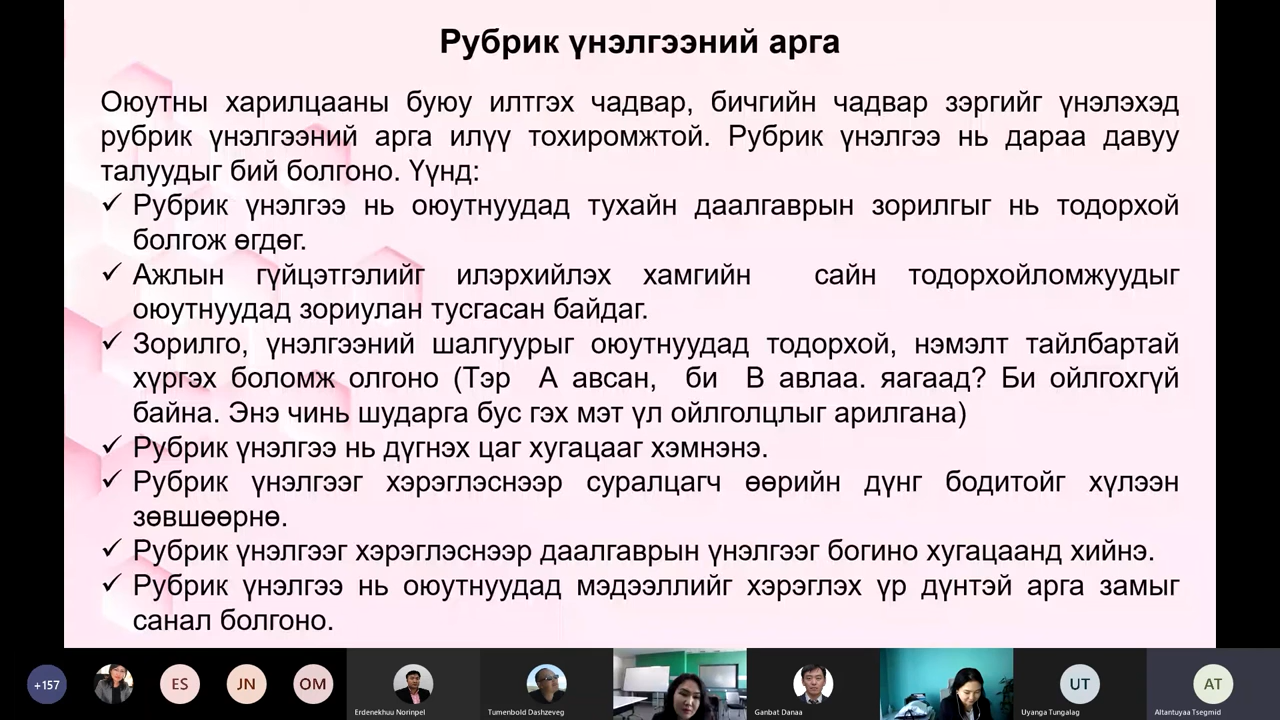 Рубрик үнэлгээний арга
Оюутны харилцааны буюу илтгэх чадвар, бичгийн чадвар зэргийг үнэлэхэд
рубрик үнэлгээний арга илүү тохиромжтой. Рубрик үнэлгээ нь дараа давуу
талуудыг бий болгоно. Үүнд:
✓ Рубрик үнэлгээ нь оюутнуудад тухайн даалгаврын зорилгыг нь тодорхой
болгож өгдөг.
✓ Ажлын гүйцэтгэлийг илэрхийлэх хамгийн сайн тодорхойломжуудыг
оюутнуудад зориулан тусгасан байдаг.
✓ Зорилго, үнэлгээний шалгуурыг оюутнуудад тодорхой, нэмэлт тайлбартай
хүргэх боломж олгоно (Тэр А авсан, би В авлаа. яагаад? Би ойлгохгүй
байна. Энэ чинь шударга бус гэх мэт үл ойлголцлыг арилгана)
✓ Рубрик үнэлгээ нь дүгнэх цаг хугацааг хэмнэнэ.
✓ Рубрик үнэлгээг хэрэглэснээр суралцагч өөрийн дүнг бодитойг хүлээн
зөвшөөрнө.
✓ Рубрик үнэлгээг хэрэглэснээр даалгаврын үнэлгээг богино хугацаанд хийнэ.
✓ Рубрик үнэлгээ нь оюутнуудад мэдээллийг хэрэглэх үр дүнтэй арга замыг
санал болгоно.
+157
ES
JN
OM
Erdenekhuu Norinpel
Tumenbold Dashzeveg
Ganbat Danaa
UT
Uyanga Tungalag
AT
Altantuyaa Tsegmid